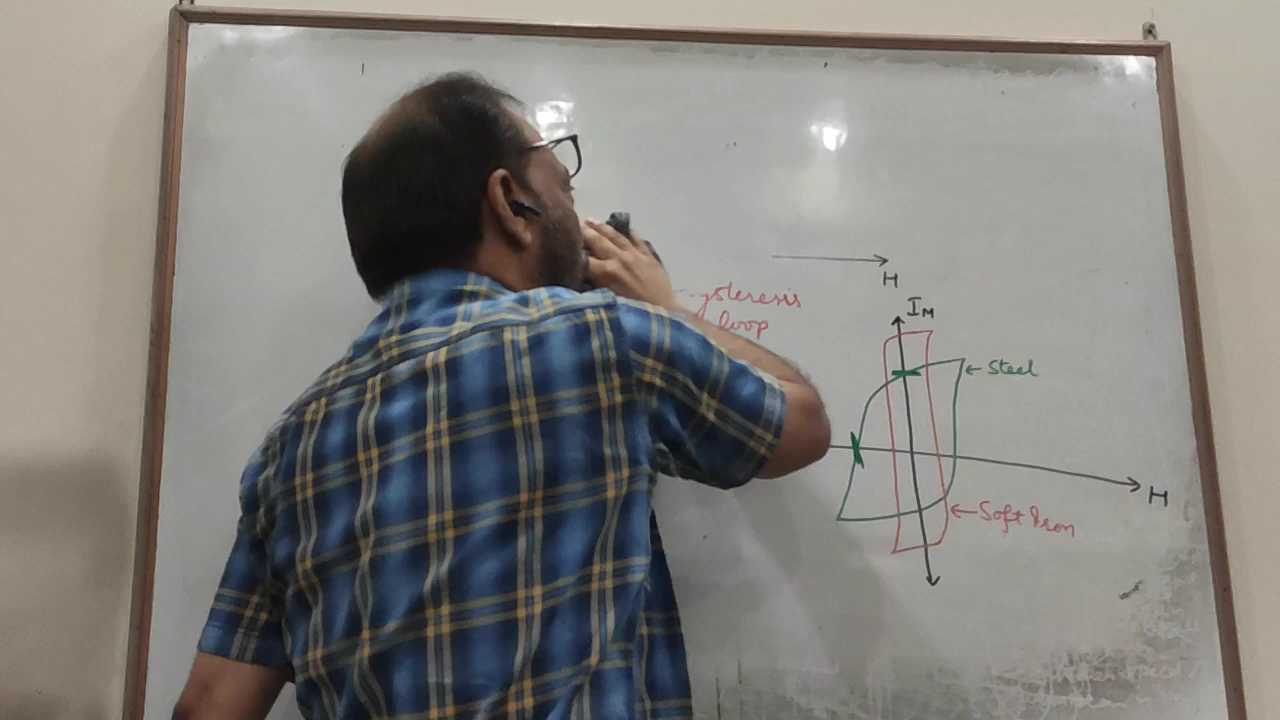 H
ysteresis
loop
I_M
← Steel
H
← Soft Iron